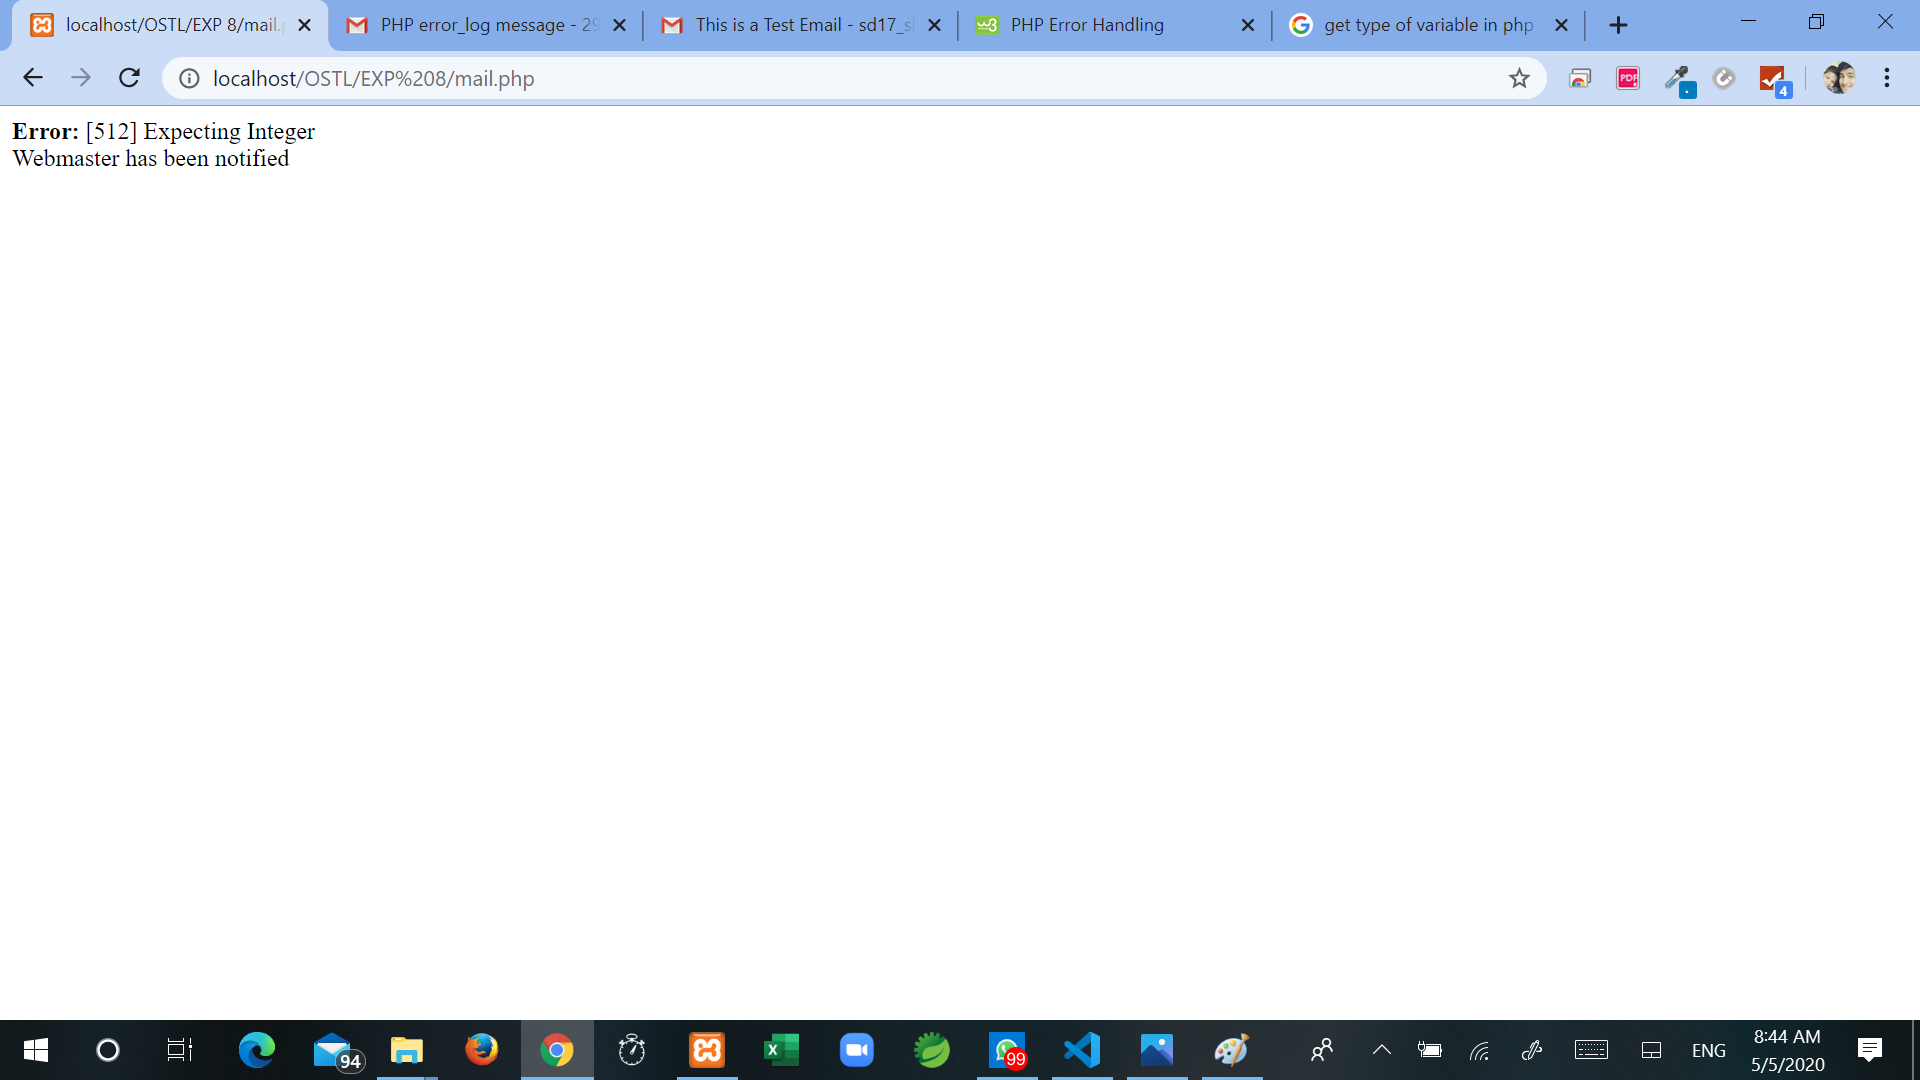 localhost/OSTL/EXP 8/mail.
PHP error_log message - 29
This is a Test Email - sd17_s
PHP Error Handling
get type of variable in php
localhost/OSTL/EXP%208/mail.php
PDF
4
Error: [512] Expecting Integer
Webmaster has been notified
94
99
ENG
8:44 AM
5/5/2020